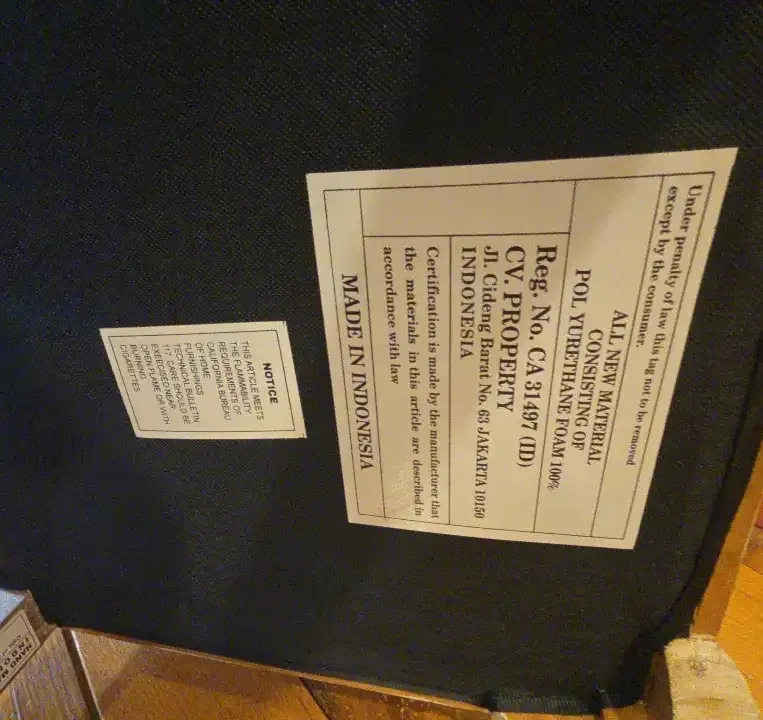 Under penalty of law this tag not to be removed
except by the consumer.
ALL NEW MATERIAL
CONSISTING OF
POL YURETHANE FOAM 100%
Reg. No. CA 31497 (ID)
CV. PROPERTY
Jl. Cideng Barat No. 63 JAKARTA 10150
INDONESIA
Certification is made by the manufacturer that
the materials in this article are described in
accordance with law
MADE IN INDONESIA
NOTICE
THIS ARTICLE MEETS
THE FLAMMABILITY
REQUIREMENTS OF
CALIFORNIA BUREAU
OF HOME
FURNISHINGS
TECHNICAL BULLETIN
117. CARE SHOULD BE
EXEECISED NEAR
OPEN FLAME OR WITH
BURNING
CIGARETTES